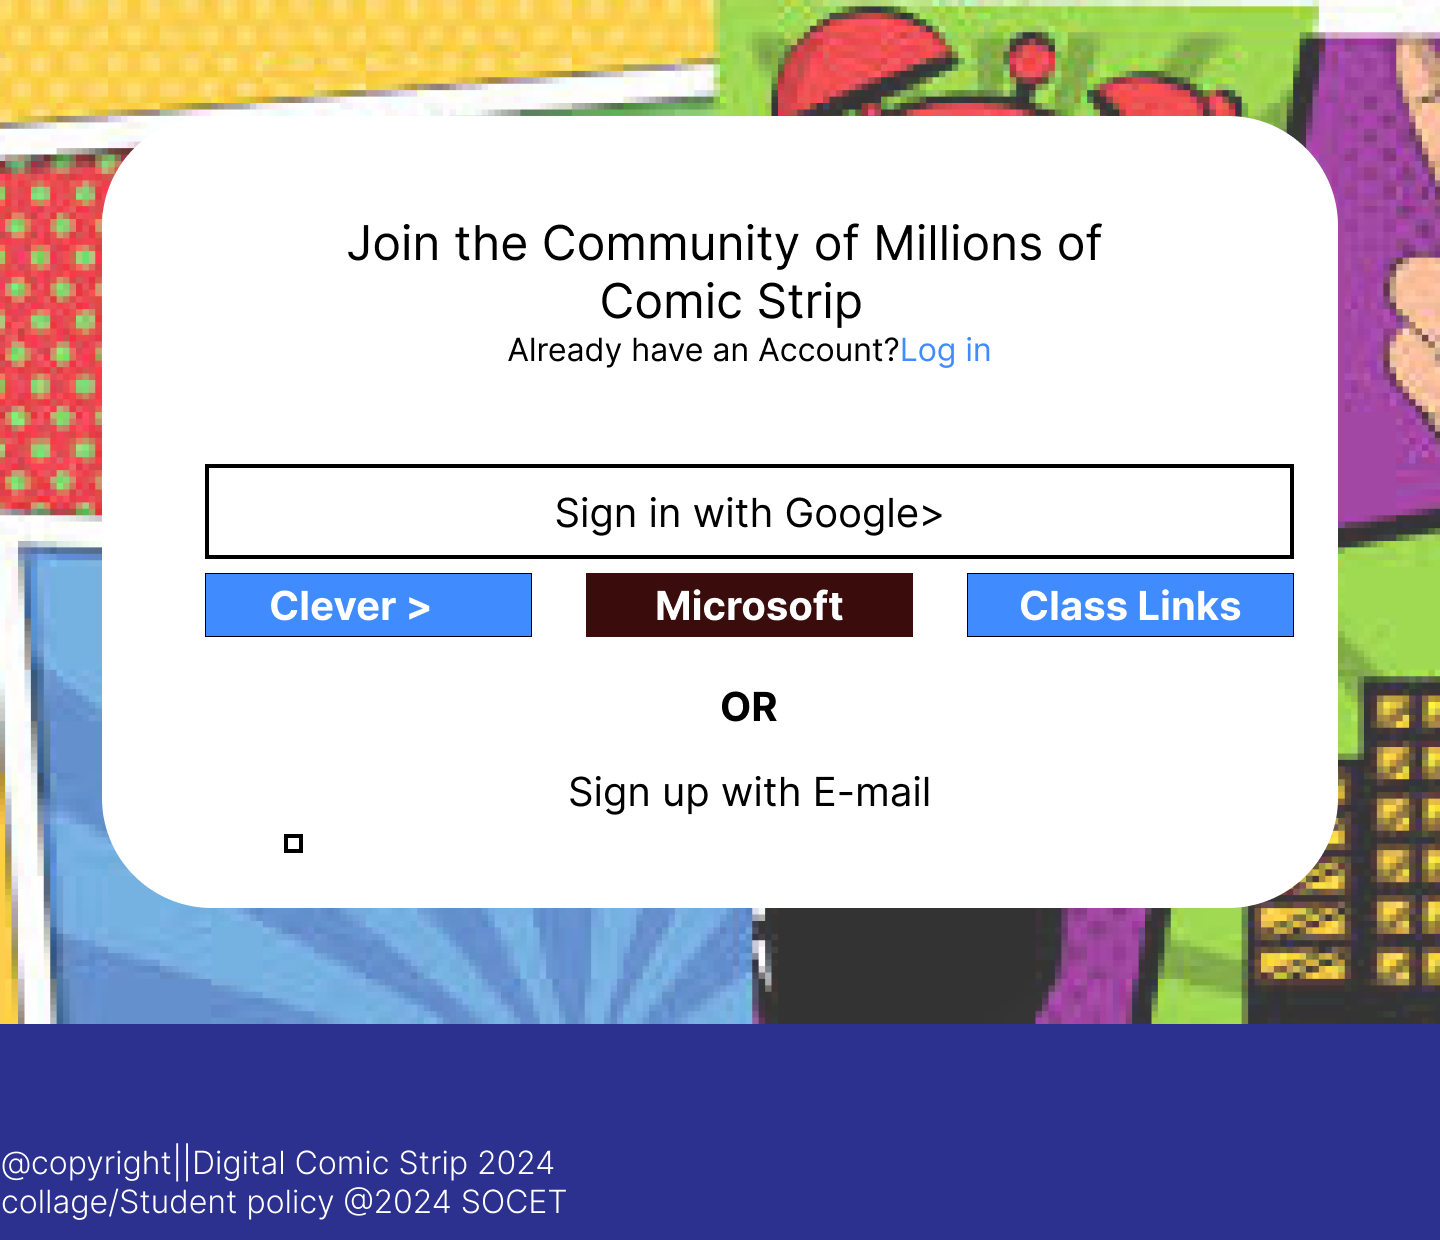 Join the Community of Millions of
Comic Strip
Already have an Account?Log in
Sign in with Google>
Clever >
Microsoft
Class Links
OR
Sign up with E-mail
@copyright||Digital Comic Strip 2024
collage/Student policy @2024 SOCET